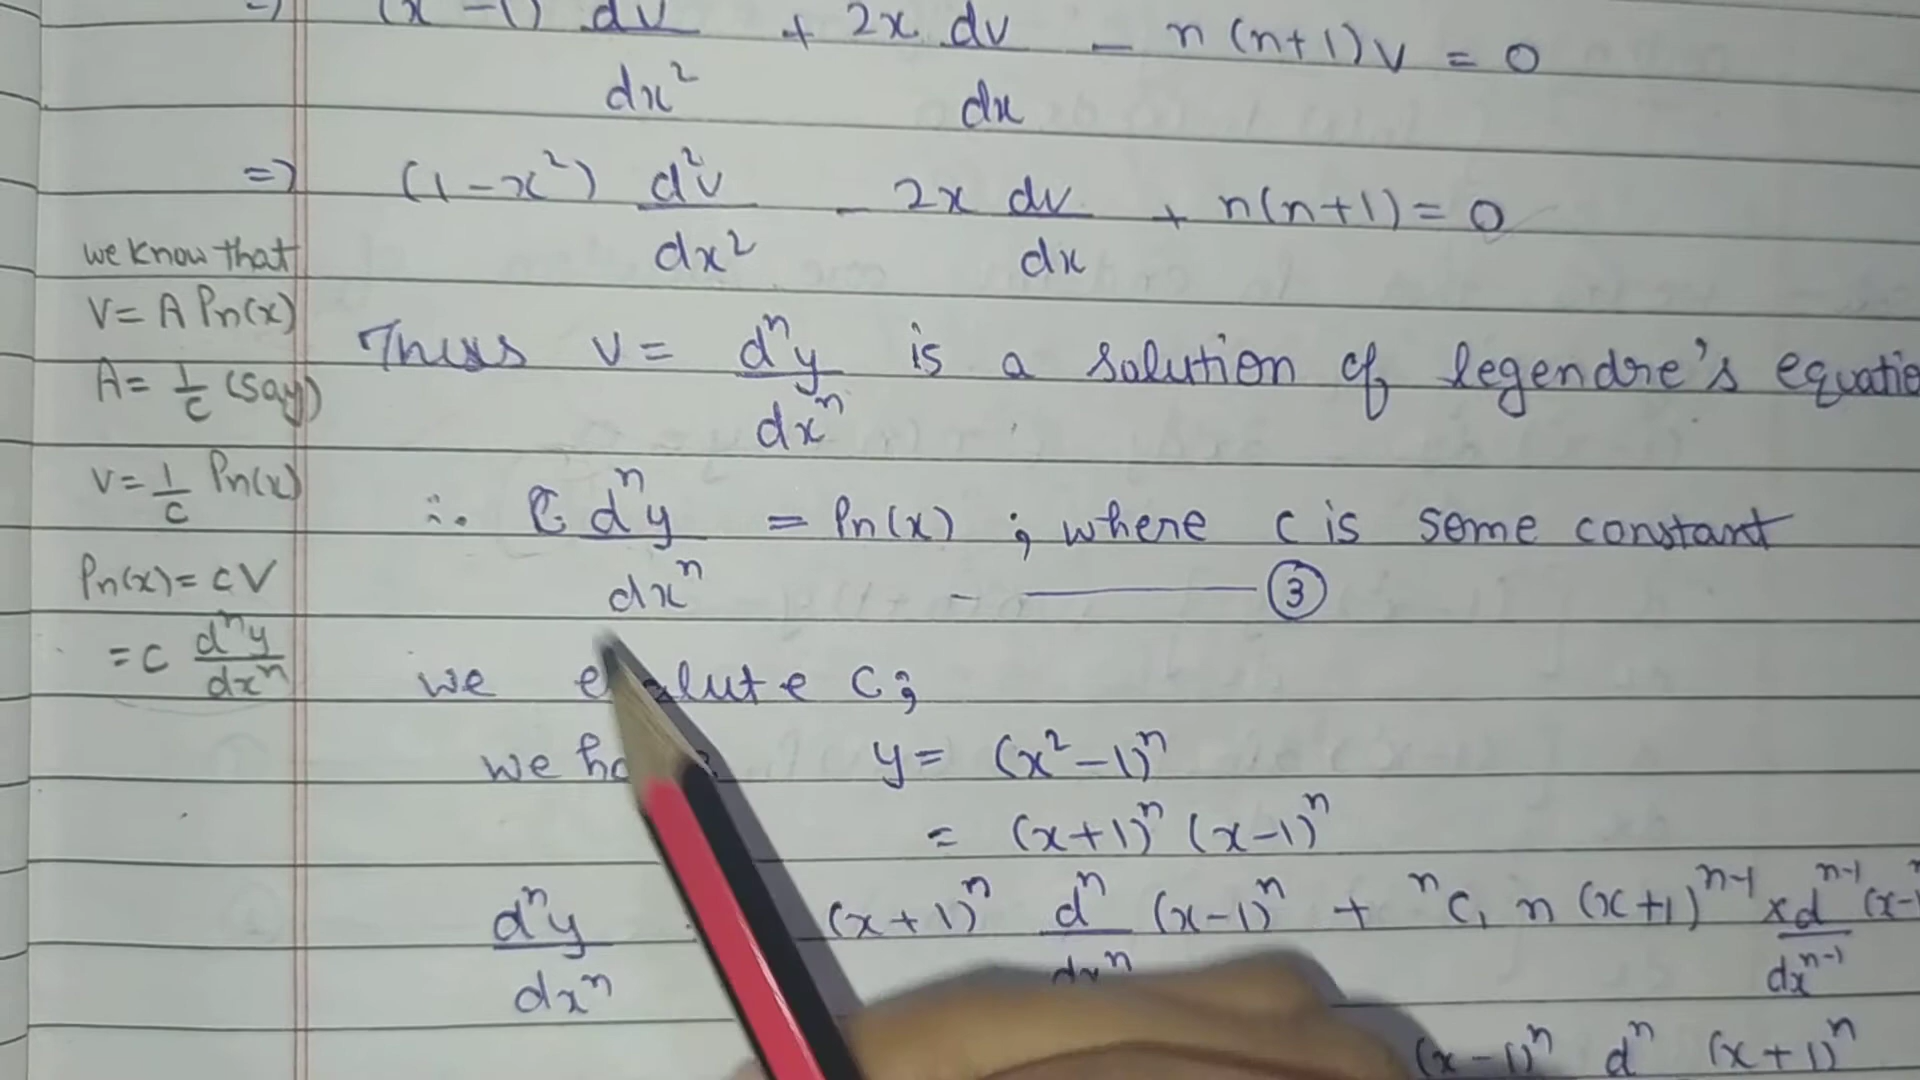 =) (x² -1) d²v/dx² + 2x dv/dx - n(n+1)v = 0
=) (1-x²) d²v/dx² - 2x dv/dx + n(n+1) = 0
we know that
V = A Pn(x)
A = 1/c (say)
V = 1/c Pn(x)
Pn(x) = cV
= c dⁿy/dxⁿ
Thus v = dⁿy/dxⁿ is a solution of legendre's
∴ C dⁿy/dxⁿ = Pn(x) ; where c is some constant
- ——— ③
we c;
we y = (x² -1)ⁿ
= (x+1)ⁿ (x-1)ⁿ
dⁿy/dxⁿ (x+1)ⁿ dⁿ/dxⁿ (x-1)ⁿ + ⁿC₁ n (x+1)ⁿ⁻¹ x dⁿ⁻¹/dxⁿ⁻¹ (x-1
(x-1)ⁿ dⁿ (x+1)ⁿ